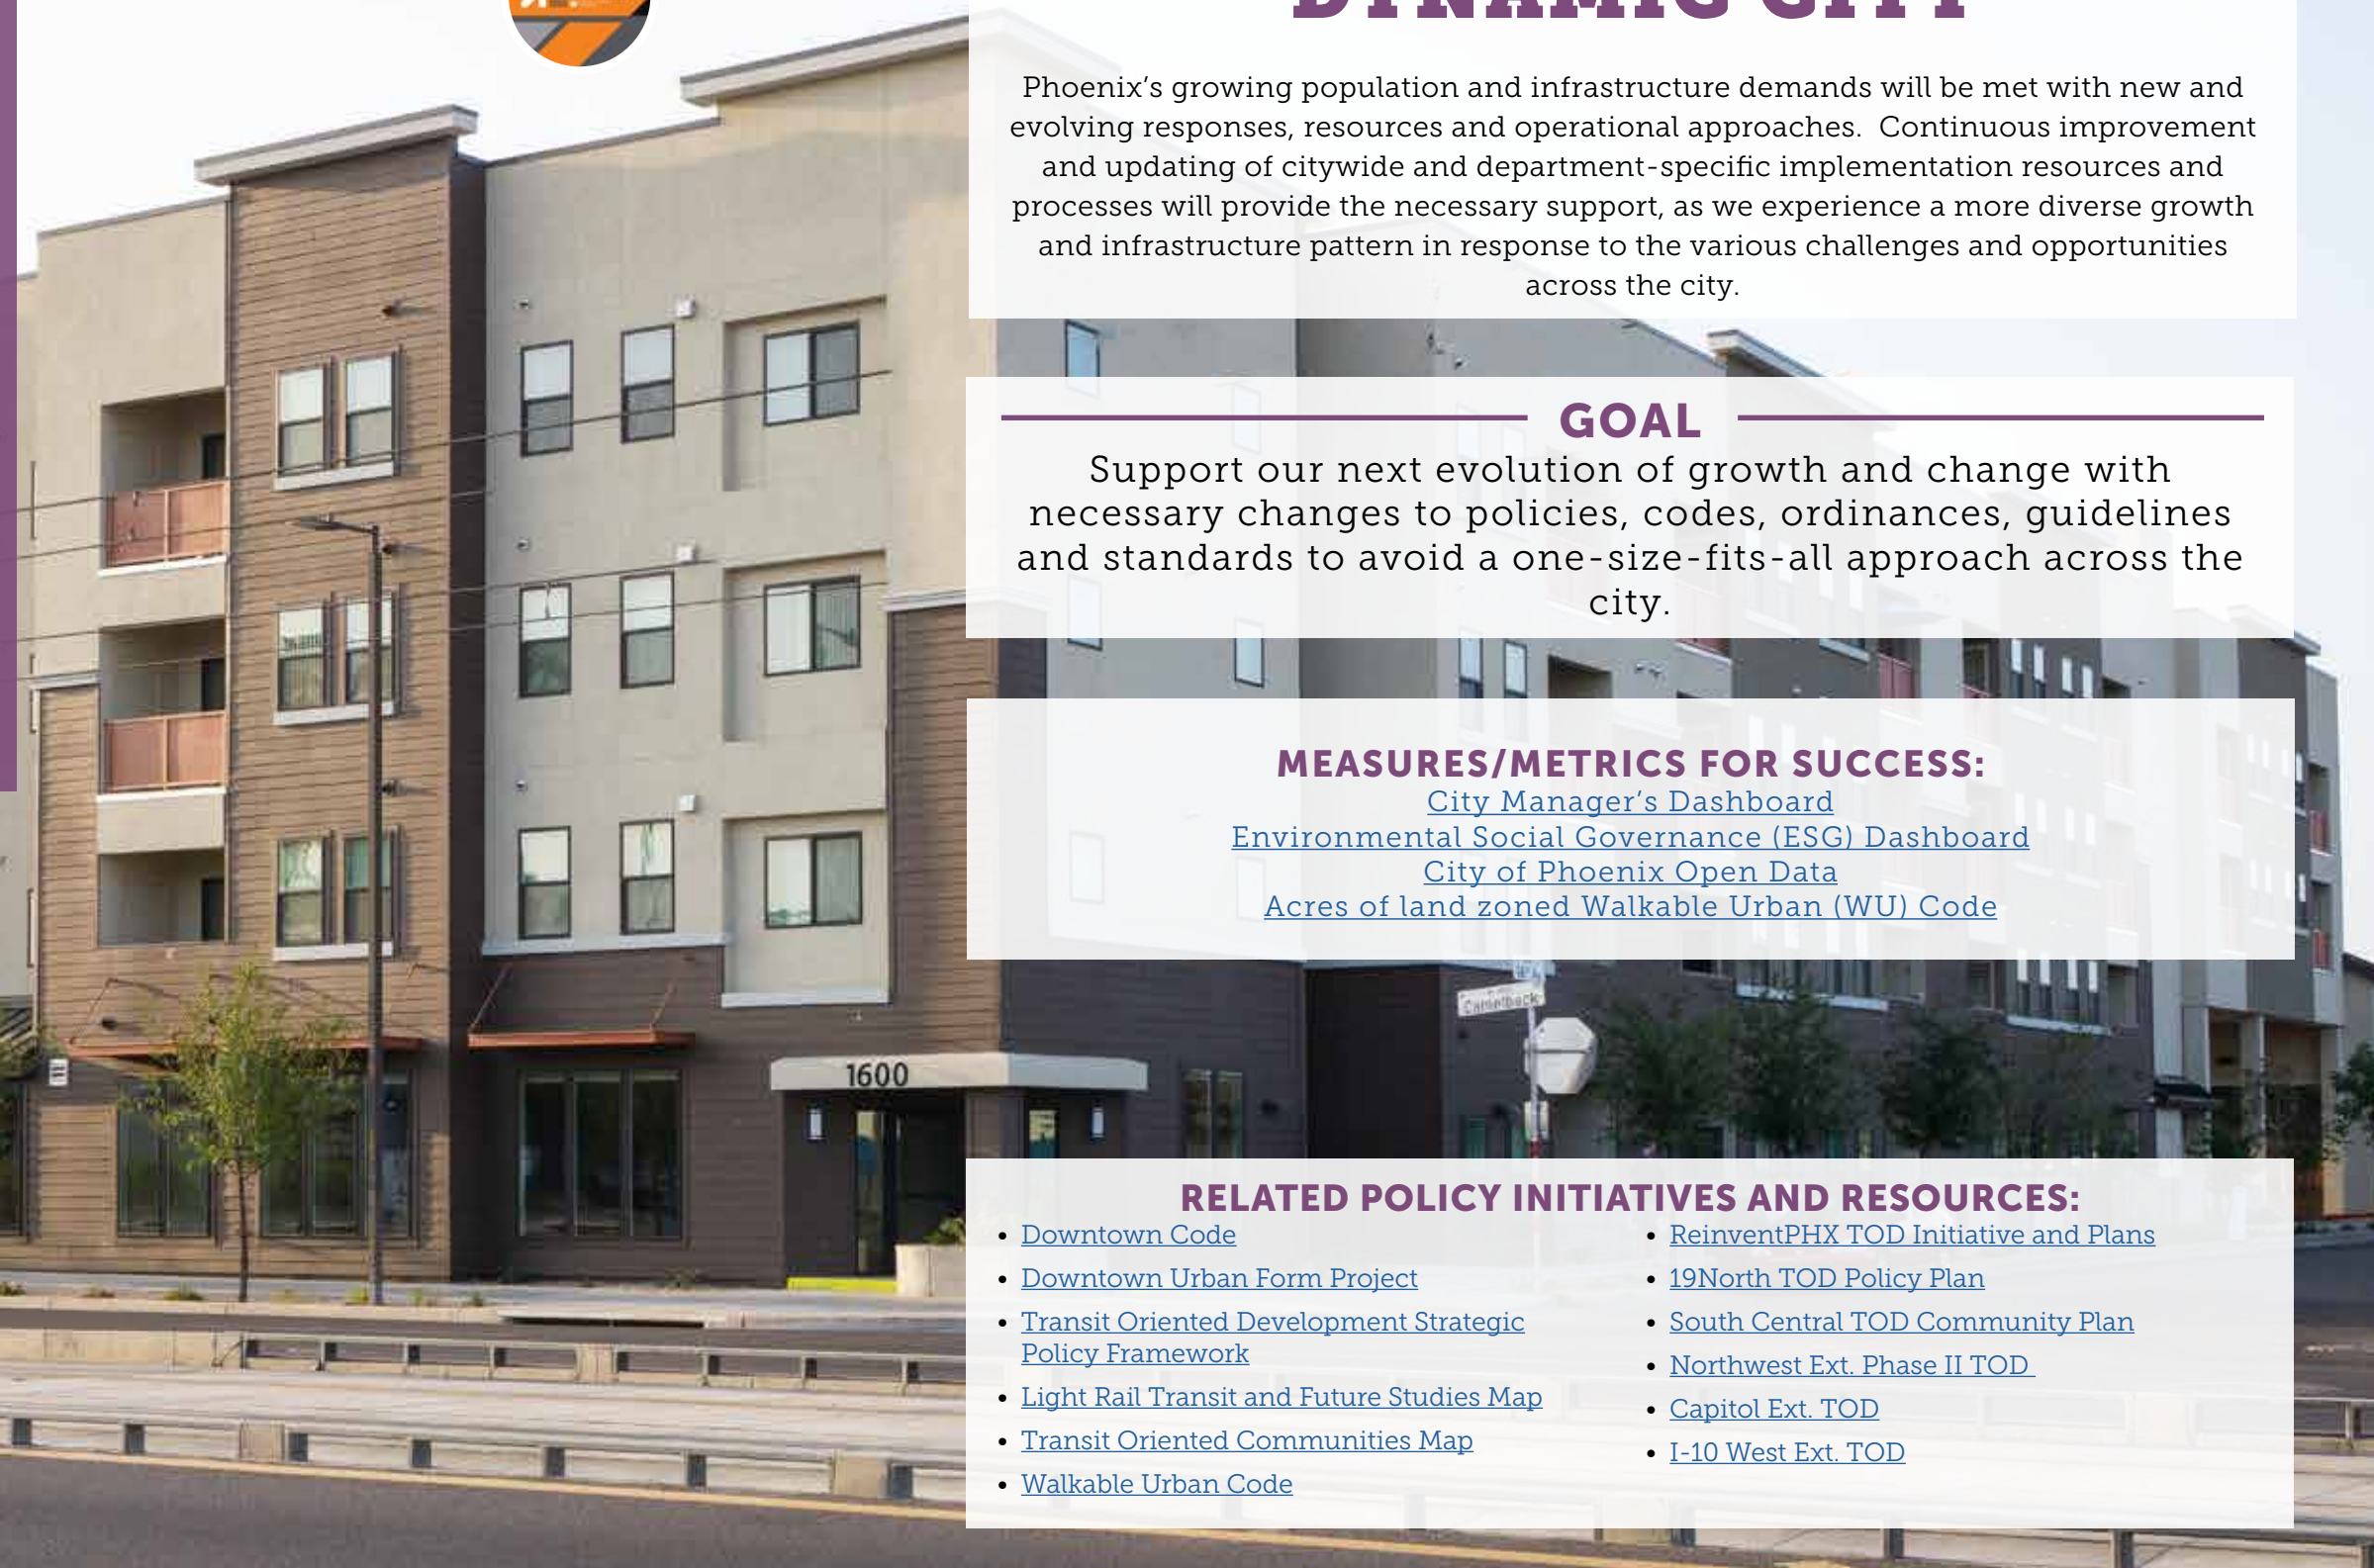 DYNAMIC CITY
Phoenix’s growing population and infrastructure demands will be met with new and
evolving responses, resources and operational approaches.  Continuous improvement
and updating of citywide and department-specific implementation resources and
processes will provide the necessary support, as we experience a more diverse growth
and infrastructure pattern in response to the various challenges and opportunities
across the city.
GOAL
Support our next evolution of growth and change with
necessary changes to policies, codes, ordinances, guidelines
and standards to avoid a one-size-fits-all approach across the
city.
MEASURES/METRICS FOR SUCCESS:
City Manager’s Dashboard
Environmental Social Governance (ESG) Dashboard
City of Phoenix Open Data
Acres of land zoned Walkable Urban (WU) Code
Camelback
1600
RELATED POLICY INITIATIVES AND RESOURCES:
• Downtown Code
• Downtown Urban Form Project
• Transit Oriented Development Strategic
Policy Framework
• Light Rail Transit and Future Studies Map
• Transit Oriented Communities Map
• Walkable Urban Code
• ReinventPHX TOD Initiative and Plans
• 19North TOD Policy Plan
• South Central TOD Community Plan
• Northwest Ext. Phase II TOD
• Capitol Ext. TOD
• I-10 West Ext. TOD